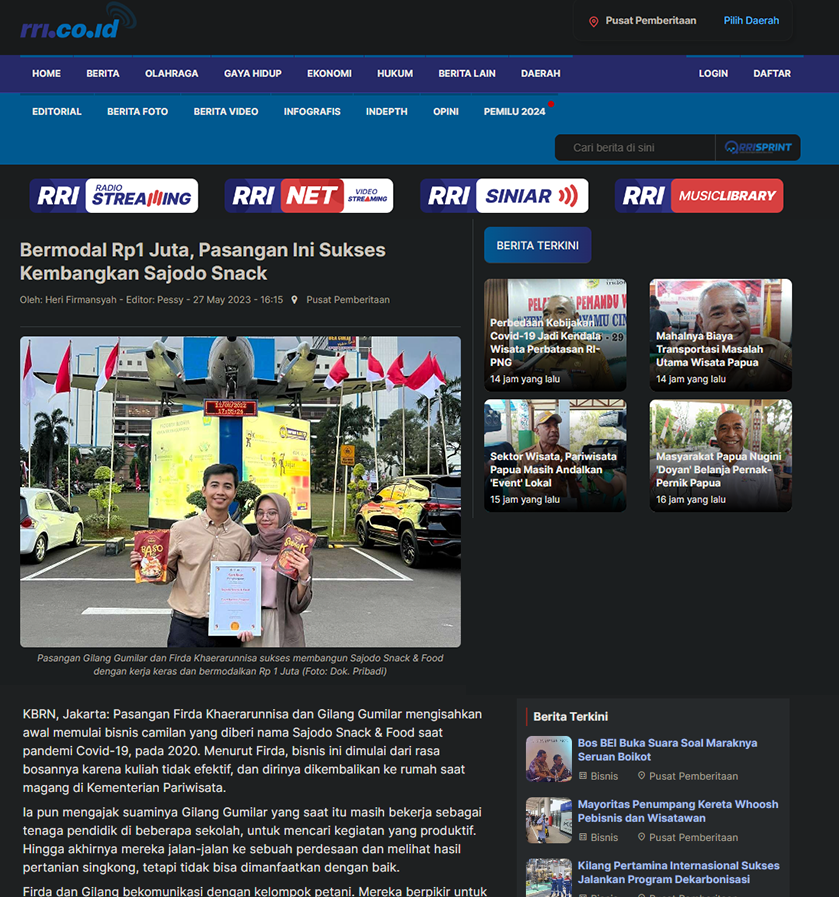 rri.co.id
Pusat Pemberitaan
Pilih Daerah
HOME BERITA OLAHRAGA GAYA HIDUP EKONOMI HUKUM BERITA LAIN DAERAH LOGIN DAFTAR
EDITORIAL BERITA FOTO BERITA VIDEO INFOGRAFIS INDEPTH OPINI PEMILU 2024
Cari berita di sini
RRISPRINT
RRI RADIO STREAMING
RRI NET VIDEO STREAMING
RRI SINIAR
RRI MUSICLIBRARY
Bermodal Rp1 Juta, Pasangan Ini Sukses
Kembangkan Sajodo Snack
Oleh: Heri Firmansyah - Editor: Pessy - 27 May 2023 - 16:15 Pusat Pemberitaan
17:55:26
BASO
Pasangan Gilang Gumilar dan Firda Khaerarunnisa sukses membangun Sajodo Snack & Food
dengan kerja keras dan bermodalkan Rp 1 Juta (Foto: Dok. Pribadi)
BERITA TERKINI
Perbedaan Kebijakan
Covid-19 Jadi Kendala
Wisata Perbatasan RI-
PNG
14 jam yang lalu
Mahalnya Biaya
Transportasi Masalah
Utama Wisata Papua
14 jam yang lalu
Sektor Wisata, Pariwisata
Papua Masih Andalkan
'Event' Lokal
15 jam yang lalu
Masyarakat Papua Nugini
'Doyan' Belanja Pernak-
Pernik Papua
16 jam yang lalu
KBRN, Jakarta: Pasangan Firda Khaerarunnisa dan Gilang Gumilar mengisahkan
awal memulai bisnis camilan yang diberi nama Sajodo Snack & Food saat
pandemi Covid-19, pada 2020. Menurut Firda, bisnis ini dimulai dari rasa
bosannya karena kuliah tidak efektif, dan dirinya dikembalikan ke rumah saat
magang di Kementerian Pariwisata.
Ia pun mengajak suaminya Gilang Gumilar yang saat itu masih bekerja sebagai
tenaga pendidik di beberapa sekolah, untuk mencari kegiatan yang produktif.
Hingga akhirnya mereka jalan-jalan ke sebuah perdesaan dan melihat hasil
pertanian singkong, tetapi tidak bisa dimanfaatkan dengan baik.
Firda dan Gilang bekomunikasi dengan kelompok petani. Mereka berpikir untuk
Berita Terkini
Bos BEI Buka Suara Soal Maraknya
Seruan Boikot
Bisnis Pusat Pemberitaan
Mayoritas Penumpang Kereta Whoosh
Pebisnis dan Wisatawan
Bisnis Pusat Pemberitaan
Kilang Pertamina Internasional Sukses
Jalankan Program Dekarbonisasi